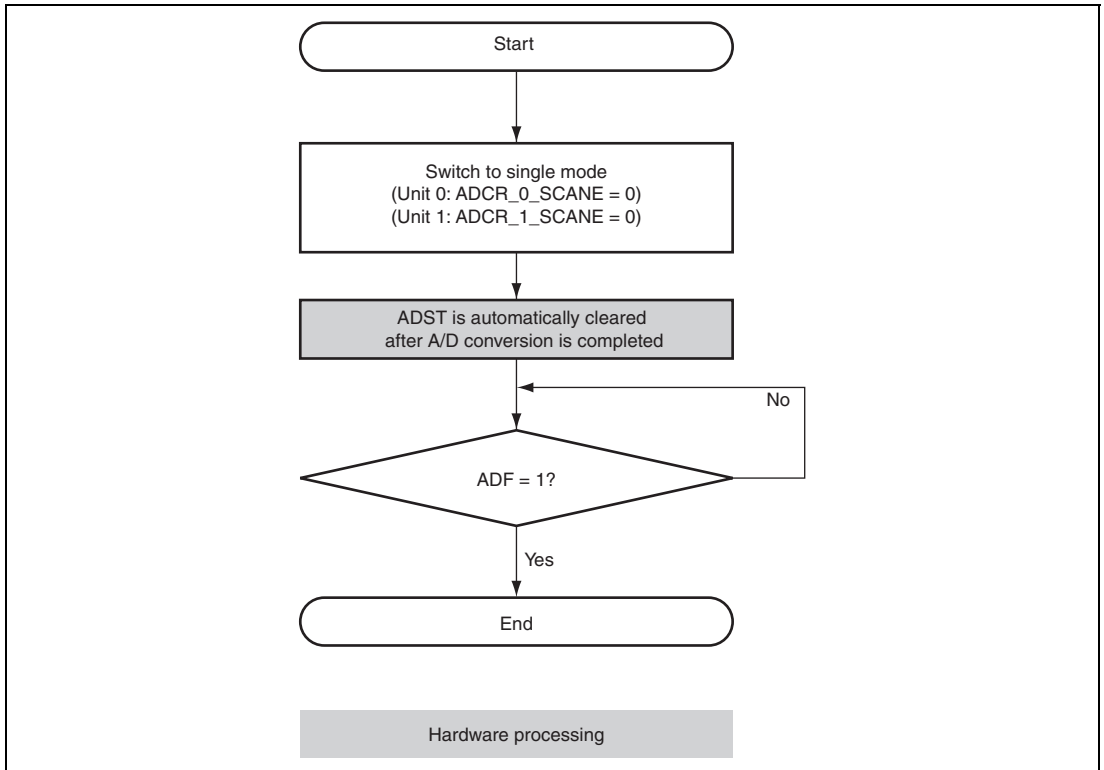 Start
Switch to single mode
(Unit 0: ADCR_0_SCANE = 0)
(Unit 1: ADCR_1_SCANE = 0)
ADST is automatically cleared
after A/D conversion is completed
No
ADF = 1?
Yes
End
Hardware processing